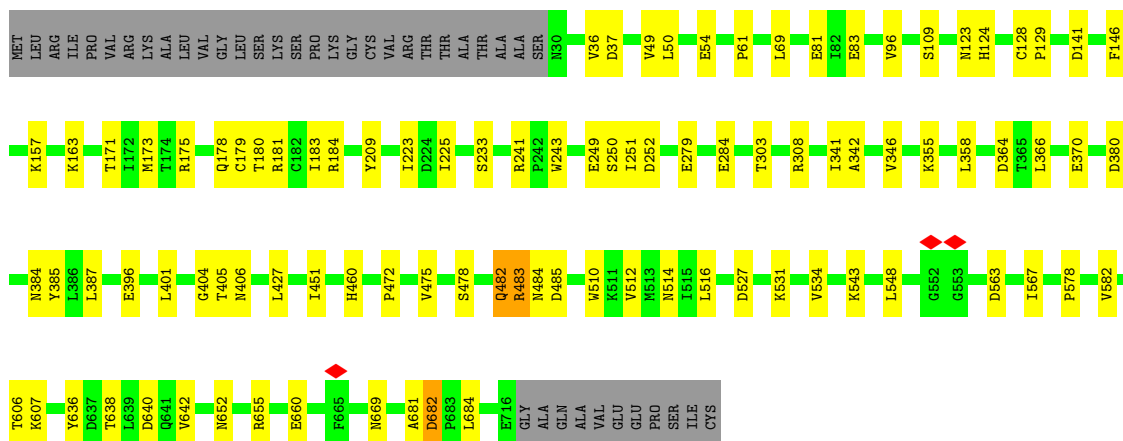 MET LEU ARG ILE PRO VAL ARG LYS ALA LEU VAL GLY LEU SER LYS SER PRO LYS GLY CYS VAL ARG THR THR ALA THR ALA ALA SER N30 V36 D37 V49 L50 E54 P61 L69 E81 I82 E83 V96 S109 N123 H124 C128 P129 D141 F146
K157 K163 T171 I172 M173 T174 R175 Q178 C179 T180 R181 C182 I183 R184 Y209 I223 D224 I225 S233 R241 P242 W243 E249 S250 I251 D252 E279 E284 T303 R308 I341 A342 V346 K355 L358 D364 T365 L366 E370 D380
N384 Y385 L386 L387 E396 L401 G404 T405 N406 L427 I451 H460 P472 V475 S478 Q482 R483 N484 D485 W510 K511 V512 M513 N514 I515 L516 D527 K531 V534 K543 L548 G552 G553 D563 I567 P578 V582
T606 K607 Y636 D637 T638 L639 D640 Q641 V642 N652 R655 E660 F665 N669 A681 D682 P683 L684 E716 GLY ALA GLN ALA VAL GLU GLU PRO SER ILE CYS